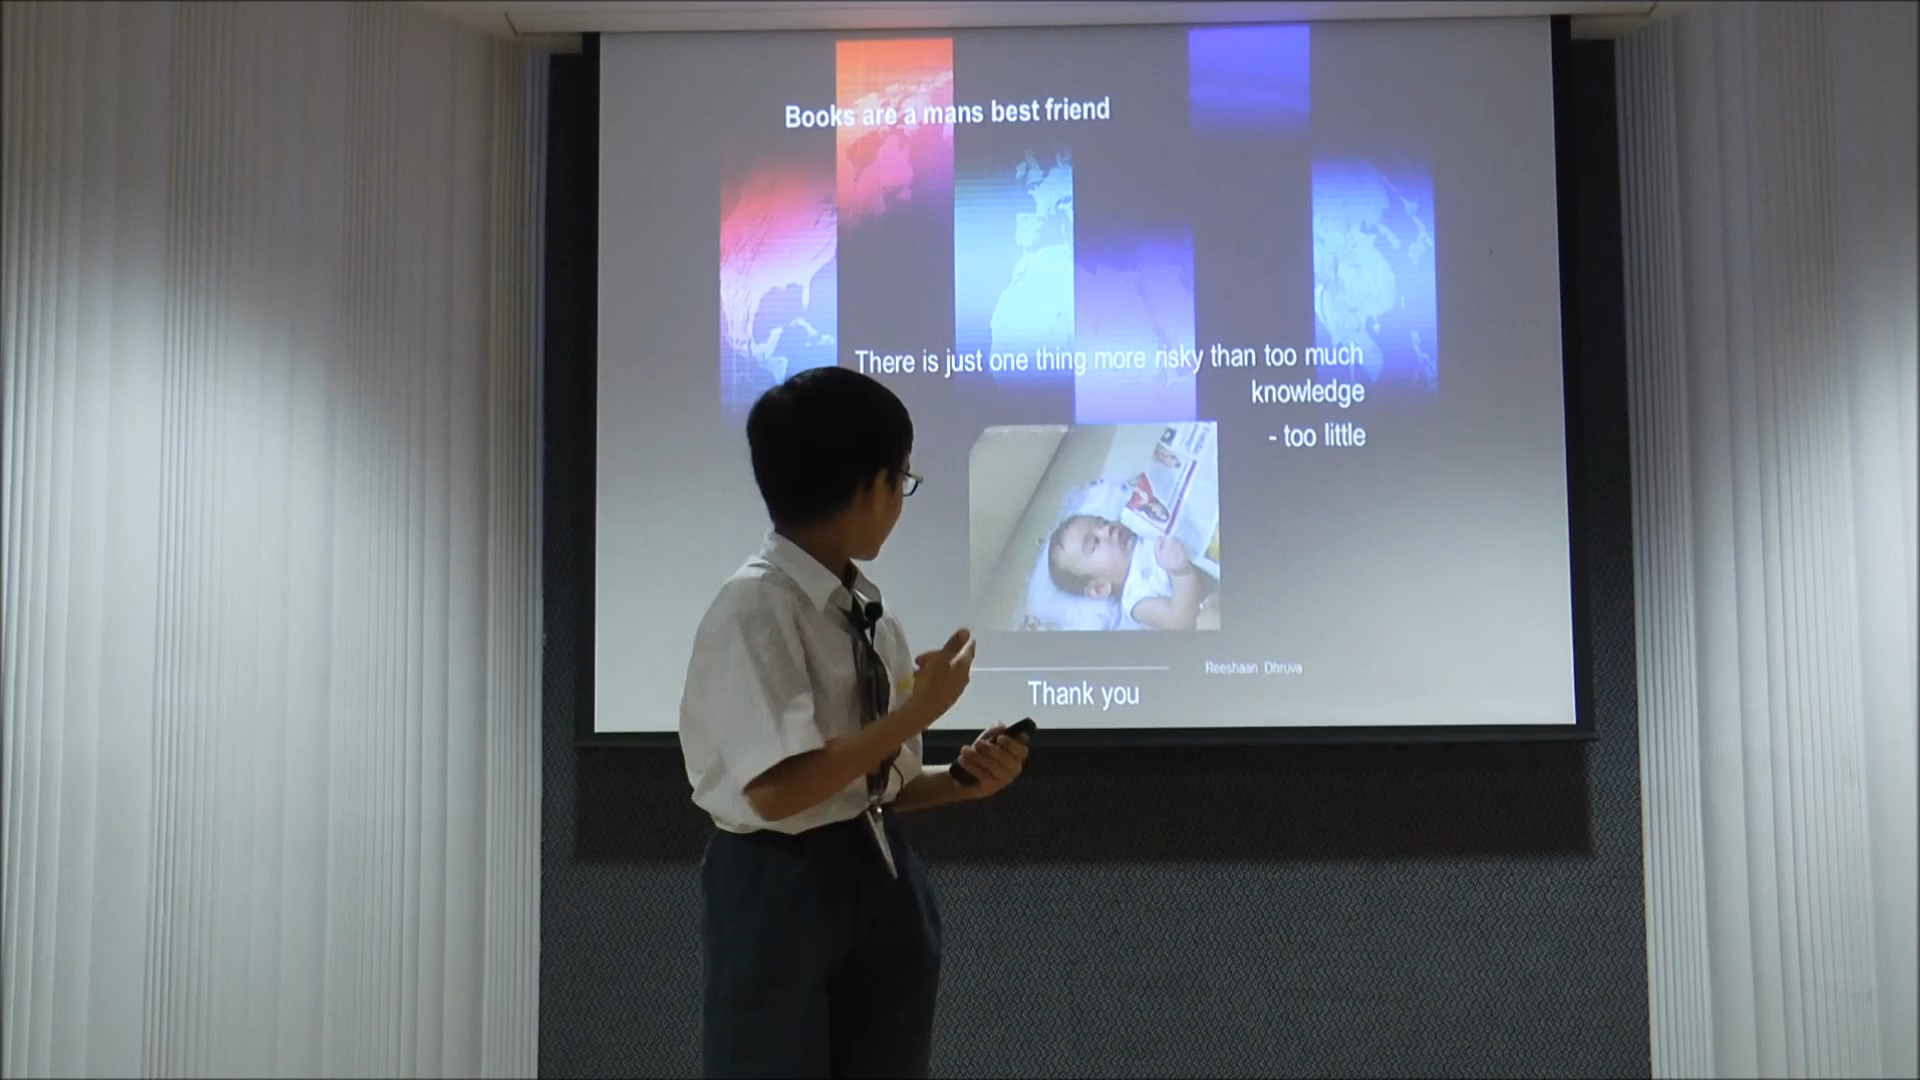 Books are a mans best friend
There is just one thing more risky than too much
knowledge
- too little
Reeshaan Dhruva
Thank you